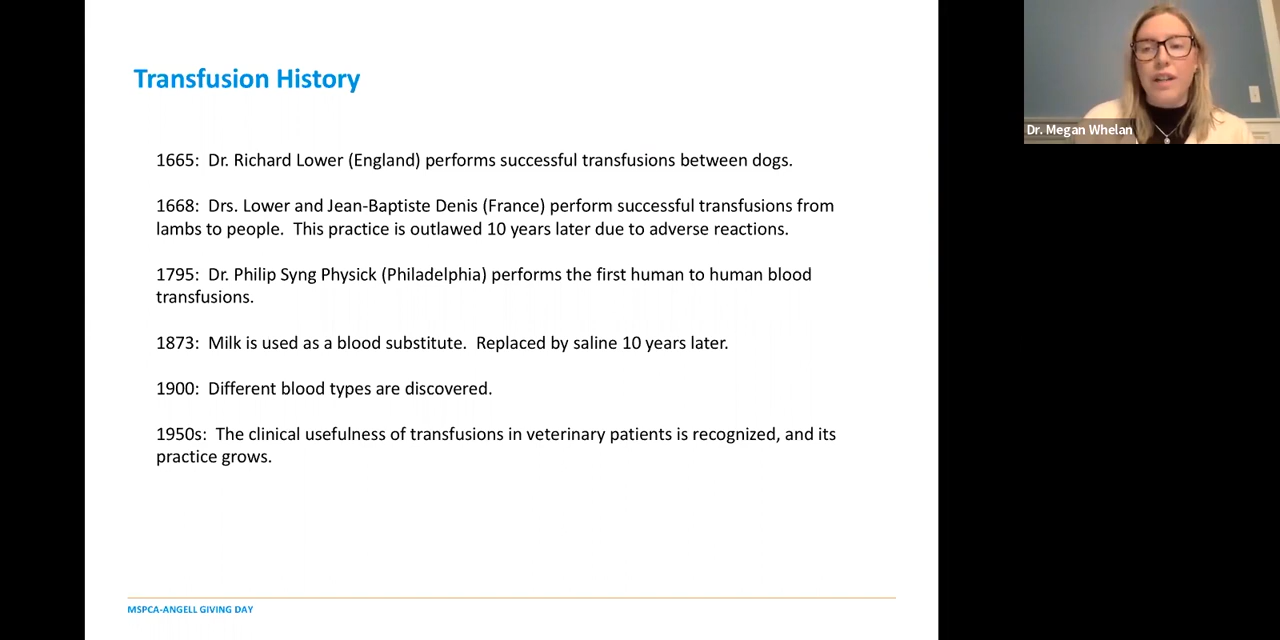 Transfusion History
1665:  Dr. Richard Lower (England) performs successful transfusions between dogs.
1668:  Drs. Lower and Jean-Baptiste Denis (France) perform successful transfusions from
lambs to people.  This practice is outlawed 10 years later due to adverse reactions.
1795:  Dr. Philip Syng Physick (Philadelphia) performs the first human to human blood
transfusions.
1873:  Milk is used as a blood substitute.  Replaced by saline 10 years later.
1900:  Different blood types are discovered.
1950s:  The clinical usefulness of transfusions in veterinary patients is recognized, and its
practice grows.
MSPCA-ANGELL GIVING DAY
Dr. Megan Whelan